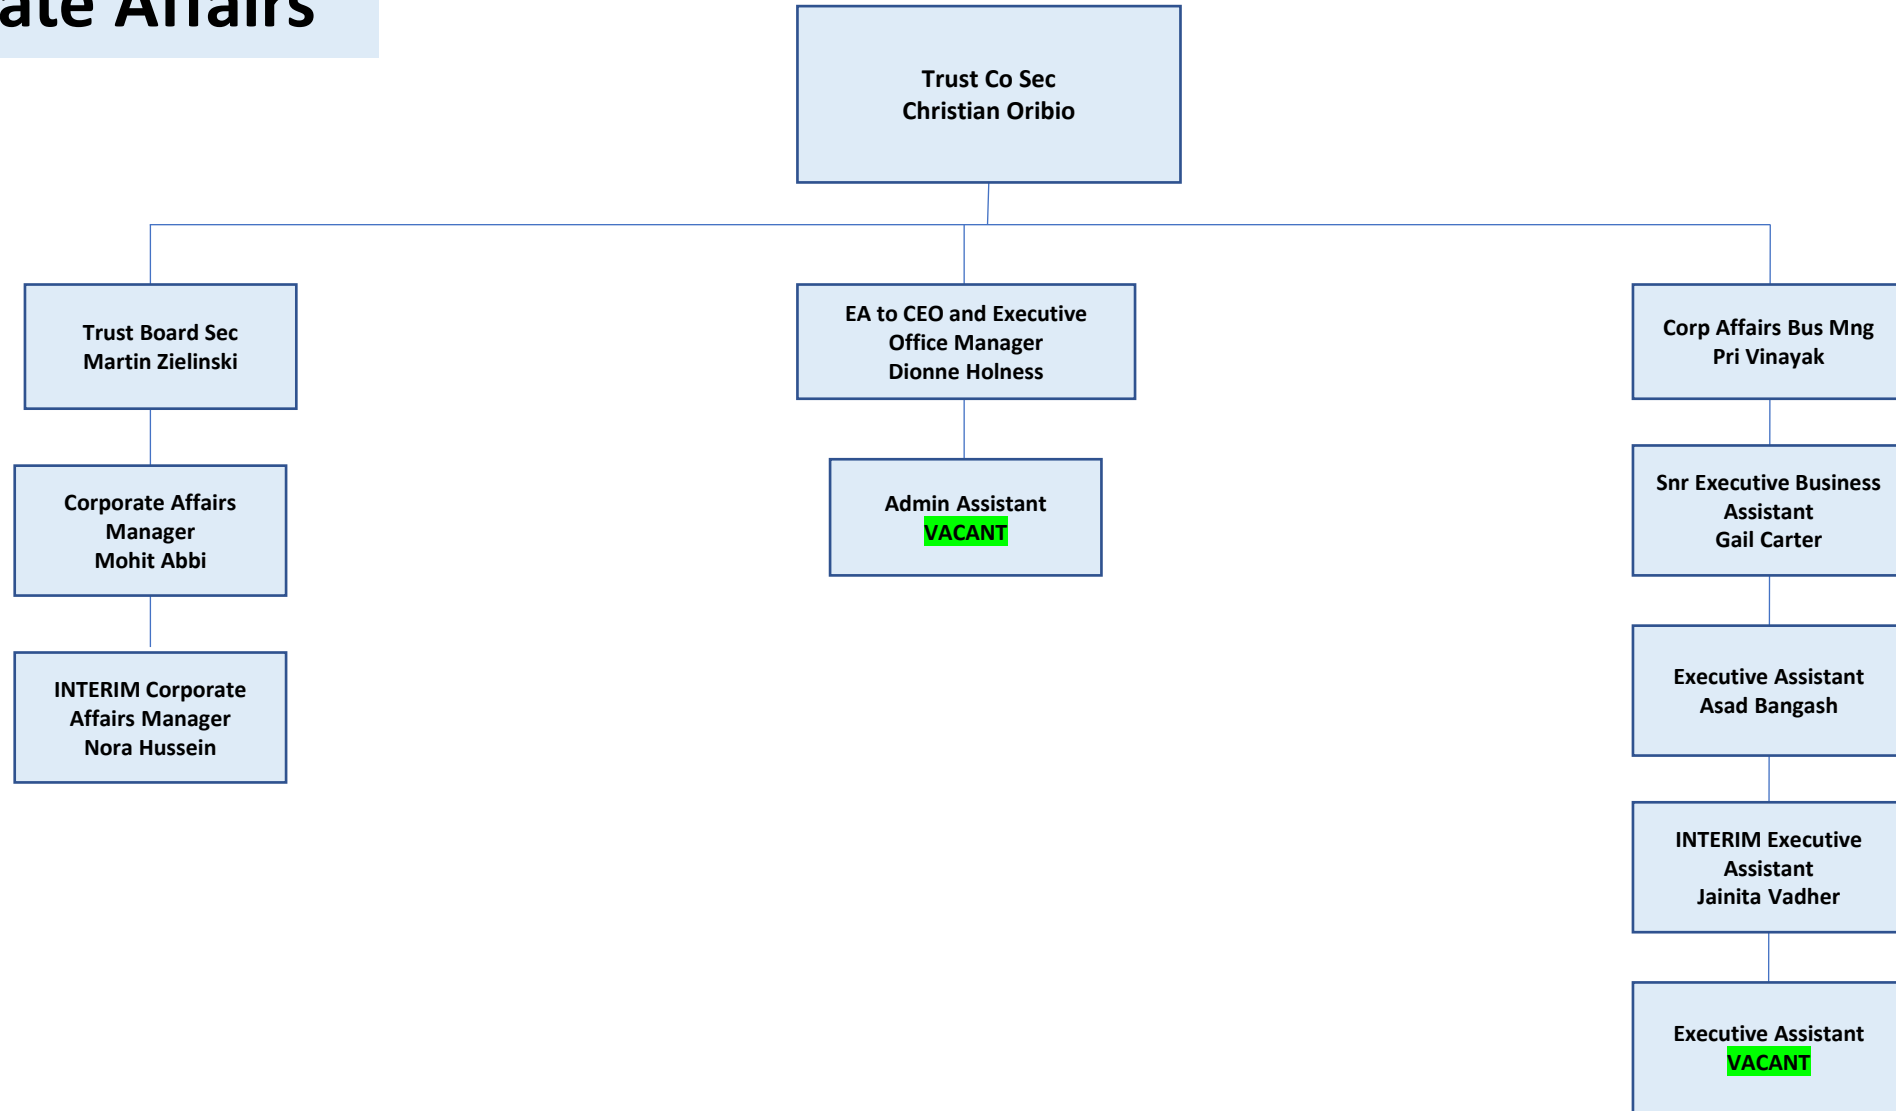 ate Affairs
Trust Co Sec
Christian Oribio
Trust Board Sec
Martin Zielinski
EA to CEO and Executive
Office Manager
Dionne Holness
Corp Affairs Bus Mng
Pri Vinayak
Corporate Affairs
Manager
Mohit Abbi
Admin Assistant
VACANT
Snr Executive Business
Assistant
Gail Carter
INTERIM Corporate
Affairs Manager
Nora Hussein
Executive Assistant
Asad Bangash
INTERIM Executive
Assistant
Jainita Vadher
Executive Assistant
VACANT